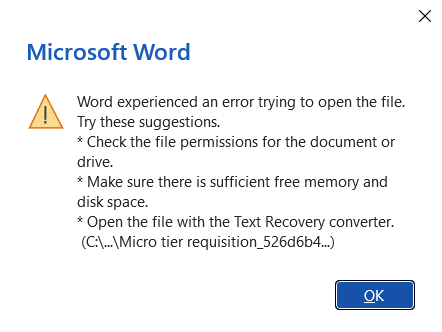 Microsoft Word
Word experienced an error trying to open the file.
Try these suggestions.
* Check the file permissions for the document or
drive.
* Make sure there is sufficient free memory and
disk space.
* Open the file with the Text Recovery converter.
(C:\...\Micro tier requisition_526d6b4...)
OK